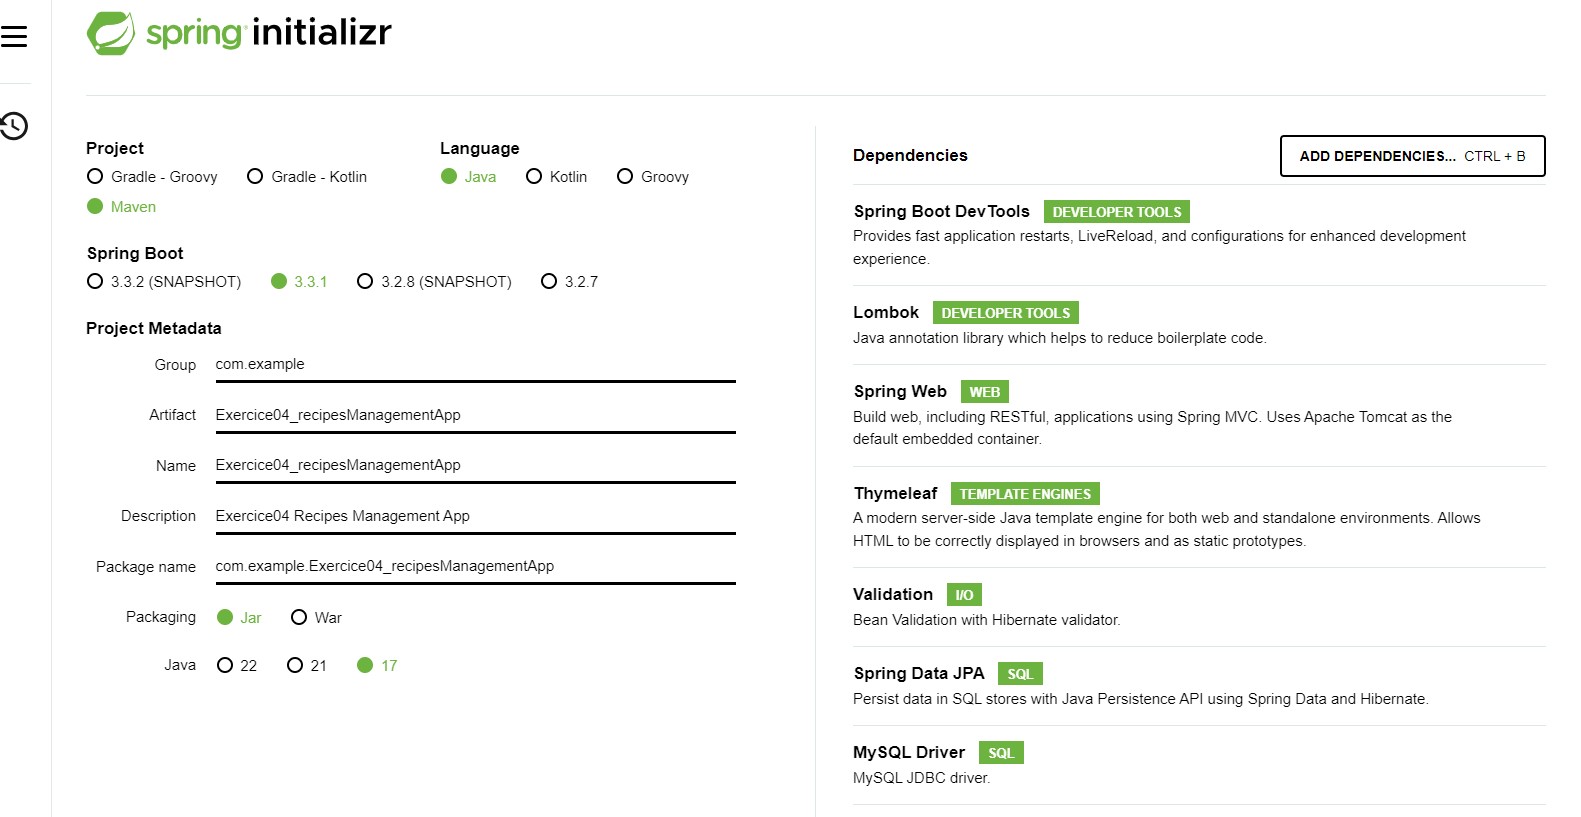 spring initializr
Project
Gradle - Groovy Gradle - Kotlin
Maven
Language
Java Kotlin Groovy
Spring Boot
3.3.2 (SNAPSHOT) 3.3.1 3.2.8 (SNAPSHOT) 3.2.7
Project Metadata
Group com.example
Artifact Exercice04_recipesManagementApp
Name Exercice04_recipesManagementApp
Description Exercice04 Recipes Management App
Package name com.example.Exercice04_recipesManagementApp
Packaging Jar War
Java 22 21 17
Dependencies ADD DEPENDENCIES... CTRL + B
Spring Boot DevTools DEVELOPER TOOLS
Provides fast application restarts, LiveReload, and configurations for enhanced development
experience.
Lombok DEVELOPER TOOLS
Java annotation library which helps to reduce boilerplate code.
Spring Web WEB
Build web, including RESTful, applications using Spring MVC. Uses Apache Tomcat as the
default embedded container.
Thymeleaf TEMPLATE ENGINES
A modern server-side Java template engine for both web and standalone environments. Allows
HTML to be correctly displayed in browsers and as static prototypes.
Validation I/O
Bean Validation with Hibernate validator.
Spring Data JPA SQL
Persist data in SQL stores with Java Persistence API using Spring Data and Hibernate.
MySQL Driver SQL
MySQL JDBC driver.